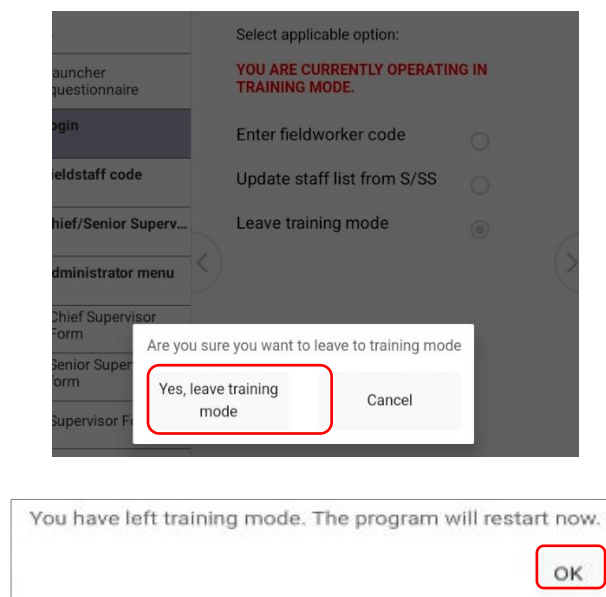 Select applicable option:
auncher
questionnaire
YOU ARE CURRENTLY OPERATING IN
TRAINING MODE.
ogin
Enter fieldworker code
ieldstaff code
Update staff list from S/SS
hief/Senior Superv...
Leave training mode
dministrator menu
Chief Supervisor
Form
Senior Super
form
Supervisor F
Are you sure you want to leave to training mode
Yes, leave training
mode
Cancel
You have left training mode. The program will restart now.
OK